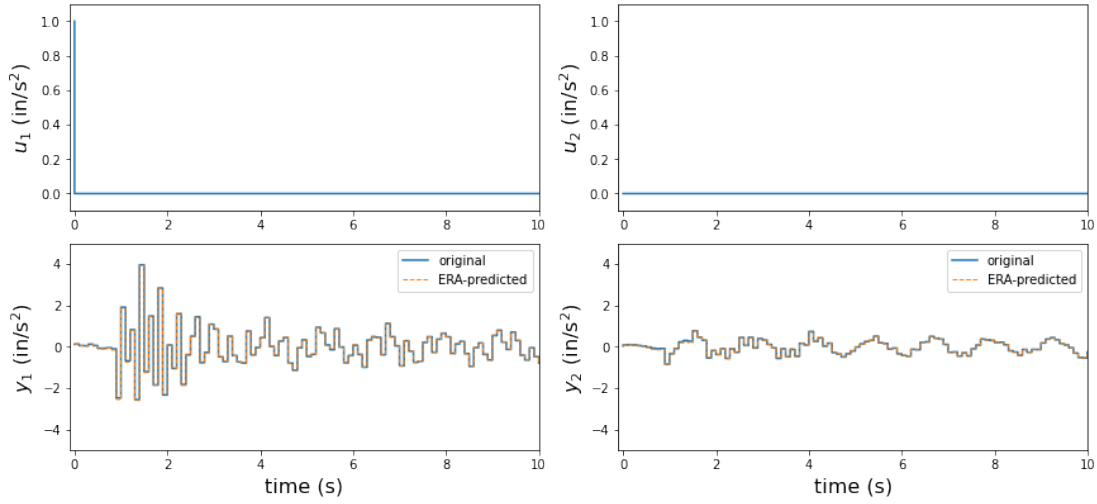 u₁ (in/s²)
1.0
0.8
0.6
0.4
0.2
0.0
0 2 4 6 8 10
u₂ (in/s²)
1.0
0.8
0.6
0.4
0.2
0.0
0 2 4 6 8 10
y₁ (in/s²)
4
2
0
−2
−4
original
ERA-predicted
0 2 4 6 8 10
time (s)
y₂ (in/s²)
4
2
0
−2
−4
original
ERA-predicted
0 2 4 6 8 10
time (s)